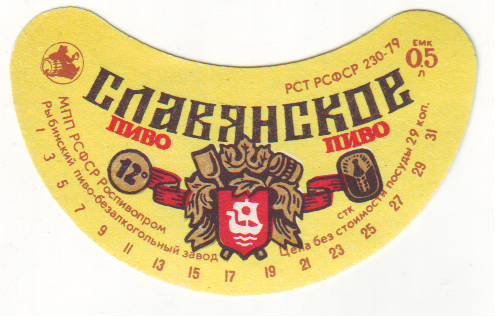 СЛАВЯНСКОЕ
ПИВО
ПИВО
РСТ РСФСР 230-79
ЕМК
0,5
Л
МПП РСФСР Роспивопром
Рыбинский пиво-безалкогольный завод
12°
СТК
Цена без стоимости посуды 29 коп.
1 3 5 7 9 11 13 15 17 19 21 23 25 27 29 31